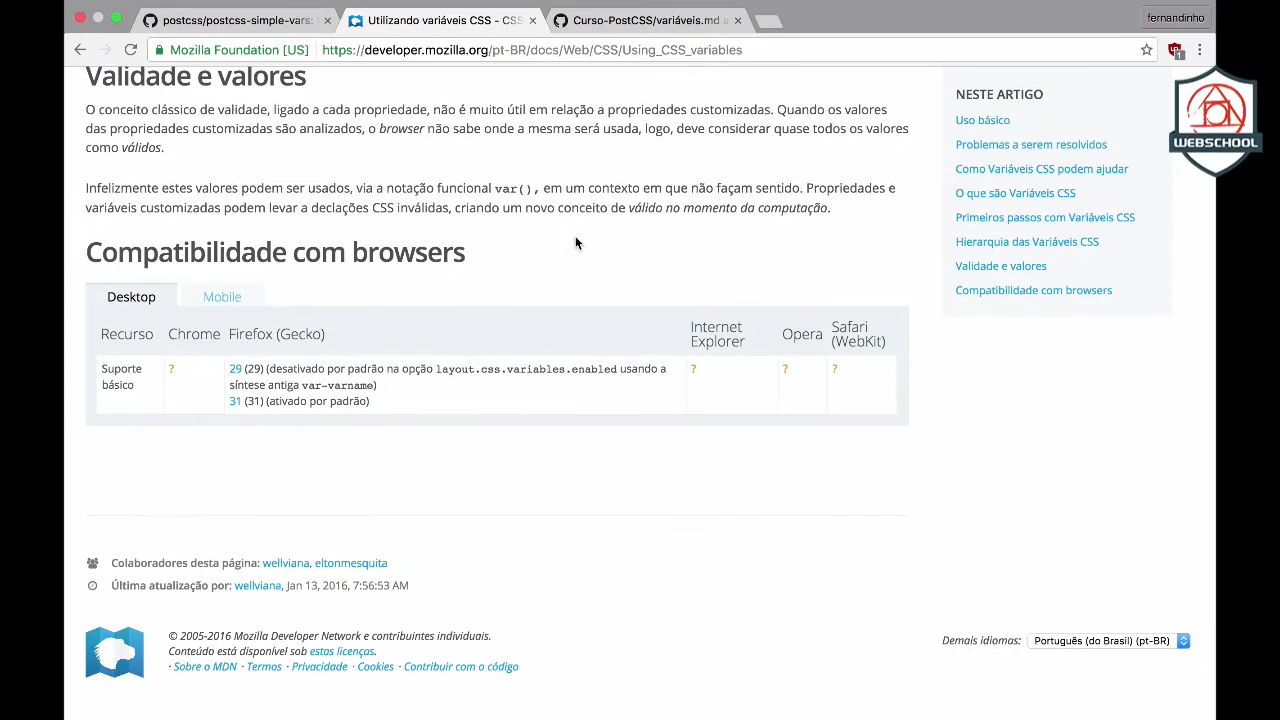 postcss/postcss-simple-vars:
Utilizando variáveis CSS - CSS
Curso-PostCSS/variáveis.md a
fernandinho
Mozilla Foundation [US]
https://developer.mozilla.org/pt-BR/docs/Web/CSS/Using_CSS_variables
Validade e valores
O conceito clássico de validade, ligado a cada propriedade, não é muito útil em relação a propriedades customizadas. Quando os valores
das propriedades customizadas são analizados, o browser não sabe onde a mesma será usada, logo, deve considerar quase todos os valores
como válidos.
Infelizmente estes valores podem ser usados, via a notação funcional var(), em um contexto em que não façam sentido. Propriedades e
variáveis customizadas podem levar a declações CSS inválidas, criando um novo conceito de válido no momento da computação.
Compatibilidade com browsers
Desktop
Mobile
Recurso
Chrome
Firefox (Gecko)
Internet
Explorer
Opera
Safari
(WebKit)
Suporte
básico
?
29 (29) (desativado por padrão na opção layout.css.variables.enabled usando a
síntese antiga var-varname)
31 (31) (ativado por padrão)
?
?
?
NESTE ARTIGO
Uso básico
Problemas a serem resolvidos
Como Variáveis CSS podem ajudar
O que são Variáveis CSS
Primeiros passos com Variáveis CSS
Hierarquia das Variáveis CSS
Validade e valores
Compatibilidade com browsers
WEBSCHOOL
Colaboradores desta página: wellviana, eltonmesquita
Última atualização por: wellviana, Jan 13, 2016, 7:56:53 AM
© 2005-2016 Mozilla Developer Network e contribuintes individuais.
Conteúdo está disponível sob estas licenças.
· Sobre o MDN · Termos · Privacidade · Cookies · Contribuir com o código
Demais idiomas:
Português (do Brasil) (pt-BR)